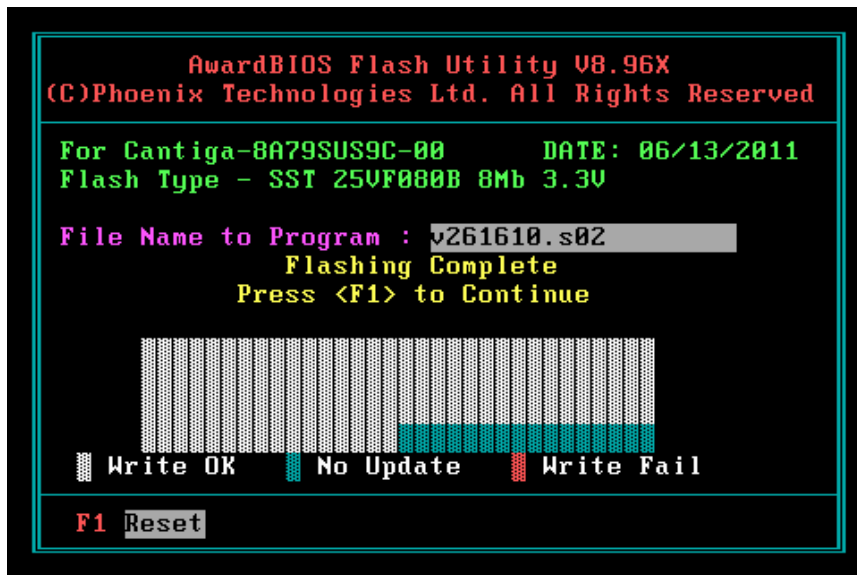 AwardBIOS Flash Utility V8.96X
(C)Phoenix Technologies Ltd. All Rights Reserved
For Cantiga-8A79SUS9C-00 DATE: 06/13/2011
Flash Type - SST 25VF080B 8Mb 3.3V
File Name to Program : v261610.s02
Flashing Complete
Press <F1> to Continue
Write OK No Update Write Fail
F1 Reset